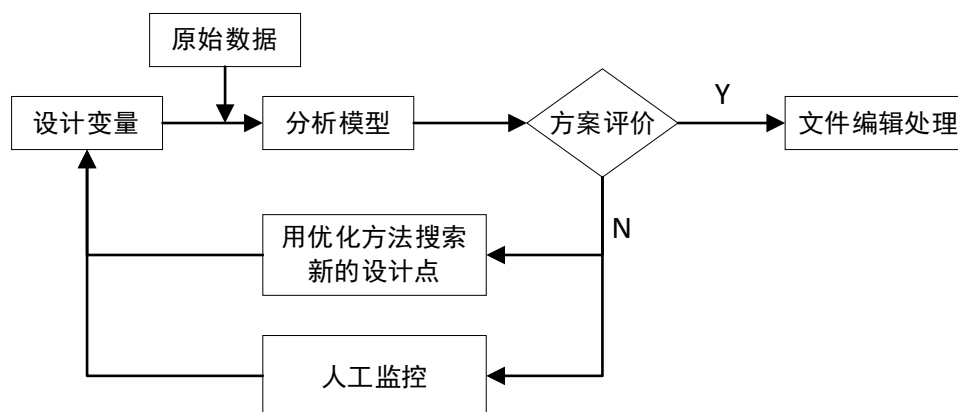 原始数据
设计变量
分析模型
方案评价
Y
文件编辑处理
N
用优化方法搜索
新的设计点
人工监控